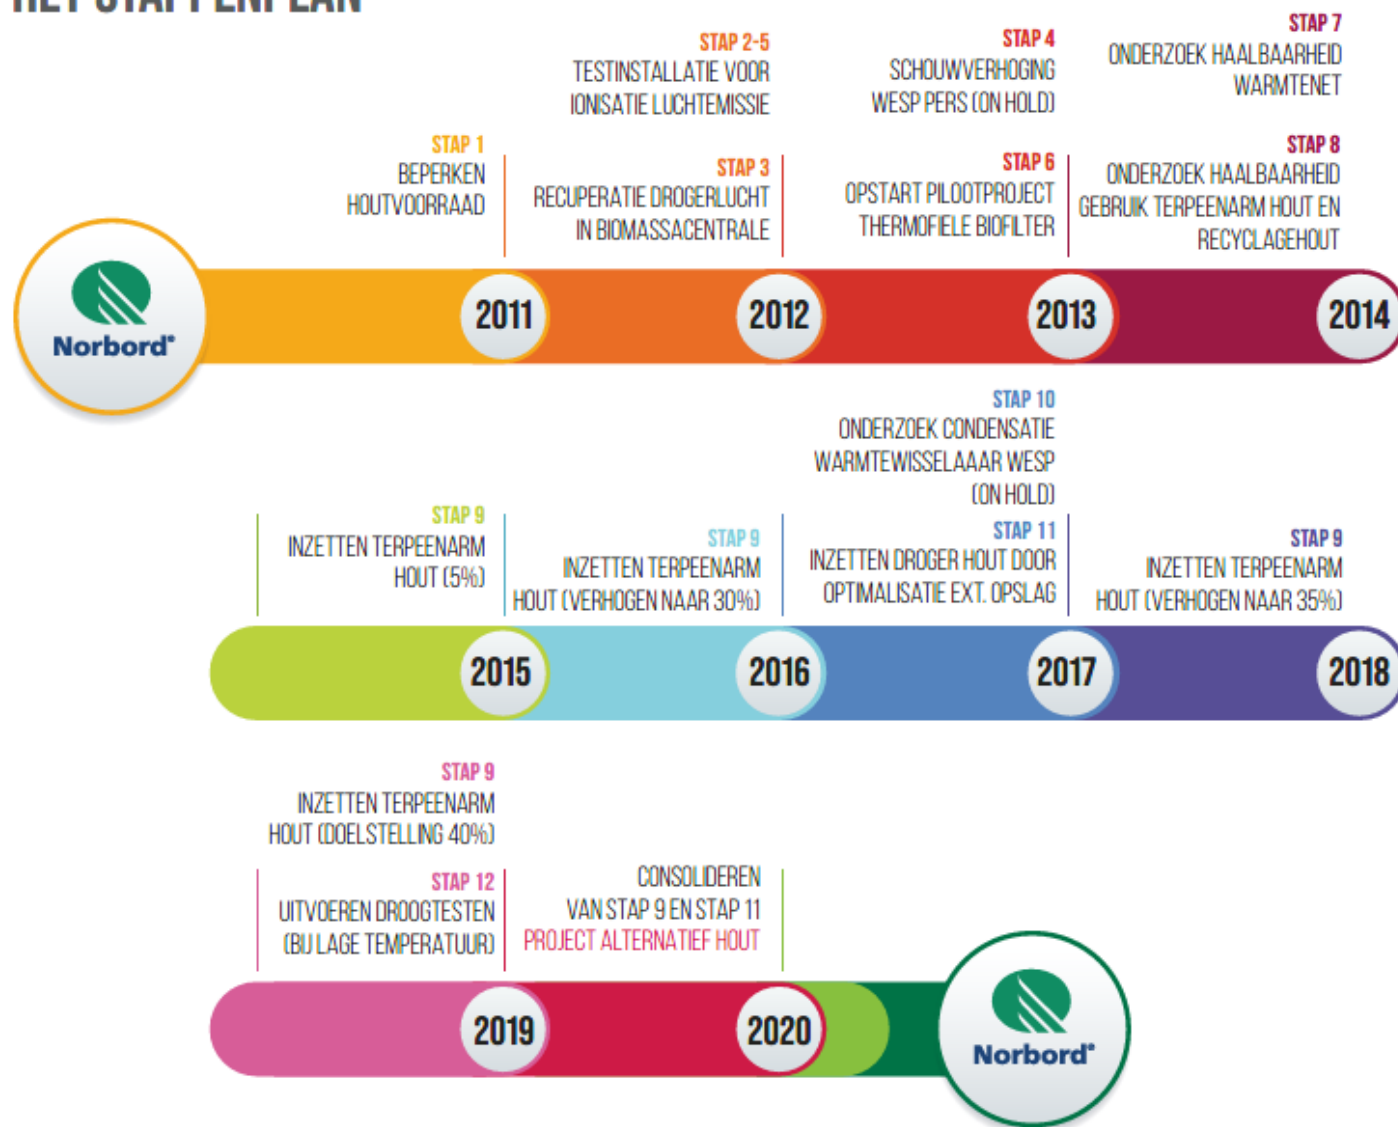 HET STAPPENPLAN
STAP 1
BEPERKEN
HOUTVOORRAAD
STAP 2-5
TESTINSTALLATIE VOOR
IONISATIE LUCHTEMISSIE
STAP 3
RECUPERATIE DROGERLUCHT
IN BIOMASSACENTRALE
STAP 4
SCHOUWVERHOGING
WESP PERS (ON HOLD)
STAP 6
OPSTART PILOOTPROJECT
THERMOFIELE BIOFILTER
STAP 7
ONDERZOEK HAALBAARHEID
WARMTENET
STAP 8
ONDERZOEK HAALBAARHEID
GEBRUIK TERPEENARM HOUT EN
RECYCLAGEHOUT
Norbord®
2011
2012
2013
2014
STAP 9
INZETTEN TERPEENARM
HOUT (5%)
STAP 9
INZETTEN TERPEENARM
HOUT (VERHOGEN NAAR 30%)
STAP 10
ONDERZOEK CONDENSATIE
WARMTEWISSELAAAR WESP
(ON HOLD)
STAP 11
INZETTEN DROGER HOUT DOOR
OPTIMALISATIE EXT. OPSLAG
STAP 9
INZETTEN TERPEENARM
HOUT (VERHOGEN NAAR 35%)
2015
2016
2017
2018
STAP 9
INZETTEN TERPEENARM
HOUT (DOELSTELLING 40%)
STAP 12
UITVOEREN DROOGTESTEN
(BIJ LAGE TEMPERATUUR)
CONSOLIDEREN
VAN STAP 9 EN STAP 11
PROJECT ALTERNATIEF HOUT
2019
2020
Norbord®